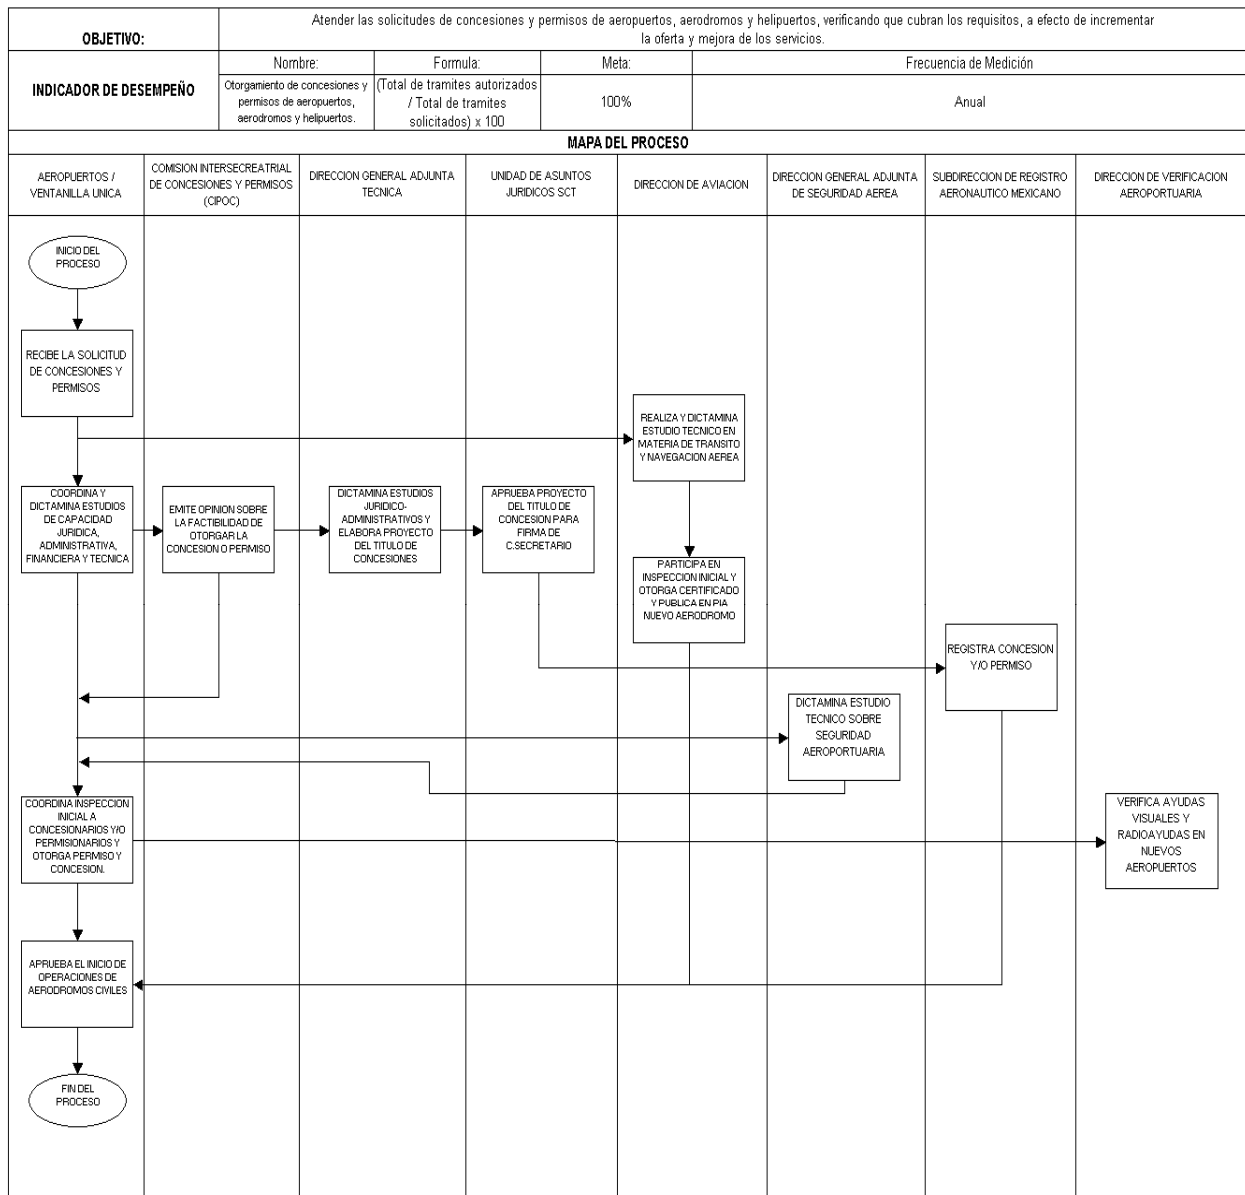 OBJETIVO:
Atender las solicitudes de concesiones y permisos de aeropuertos, aerodromos y helipuertos, verificando que cubran los requisitos, a efecto de incrementar
la oferta y mejora de los servicios.
INDICADOR DE DESEMPEÑO
Nombre:
Formula:
Meta:
Frecuencia de Medición
Otorgamiento de concesiones y
permisos de aeropuertos,
aerodromos y helipuertos.
(Total de tramites autorizados
/ Total de tramites
solicitados) x 100
100%
Anual
MAPA DEL PROCESO
AEROPUERTOS /
VENTANILLA UNICA
COMISION INTERSECREATRIAL
DE CONCESIONES Y PERMISOS
(CIPOC)
DIRECCION GENERAL ADJUNTA
TECNICA
UNIDAD DE ASUNTOS
JURIDICOS SCT
DIRECCION DE AVIACION
DIRECCION GENERAL ADJUNTA
DE SEGURIDAD AEREA
SUBDIRECCION DE REGISTRO
AERONAUTICO MEXICANO
DIRECCION DE VERIFICACION
AEROPORTUARIA
INICIO DEL
PROCESO
RECIBE LA SOLICITUD
DE CONCESIONES Y
PERMISOS
REALIZA Y DICTAMINA
ESTUDIO TECNICO EN
MATERIA DE TRANSITO
Y NAVEGACION AEREA
COORDINA Y
DICTAMINA ESTUDIOS
DE CAPACIDAD
JURIDICA,
ADMINISTRATIVA,
FINANCIERA Y TECNICA
EMITE OPINION SOBRE
LA FACTIBILIDAD DE
OTORGAR LA
CONCESION O PERMISO
DICTAMINA ESTUDIOS
JURIDICO-
ADMINISTRATIVOS Y
ELABORA PROYECTO
DEL TITULO DE
CONCESIONES
APRUEBA PROYECTO
DEL TITULO DE
CONCESION PARA
FIRMA DE
C.SECRETARIO
PARTICIPA EN
INSPECCION INICIAL Y
OTORGA CERTIFICADO
Y PUBLICA EN PIA
NUEVO AERODROMO
REGISTRA CONCESION
Y/O PERMISO
DICTAMINA ESTUDIO
TECNICO SOBRE
SEGURIDAD
AEROPORTUARIA
COORDINA INSPECCION
INICIAL A
CONCESIONARIOS Y/O
PERMISIONARIOS Y
OTORGA PERMISO Y
CONCESION.
VERIFICA AYUDAS
VISUALES Y
RADIOAYUDAS EN
NUEVOS
AEROPUERTOS
APRUEBA EL INICIO DE
OPERACIONES DE
AERODROMOS CIVILES
FIN DEL
PROCESO